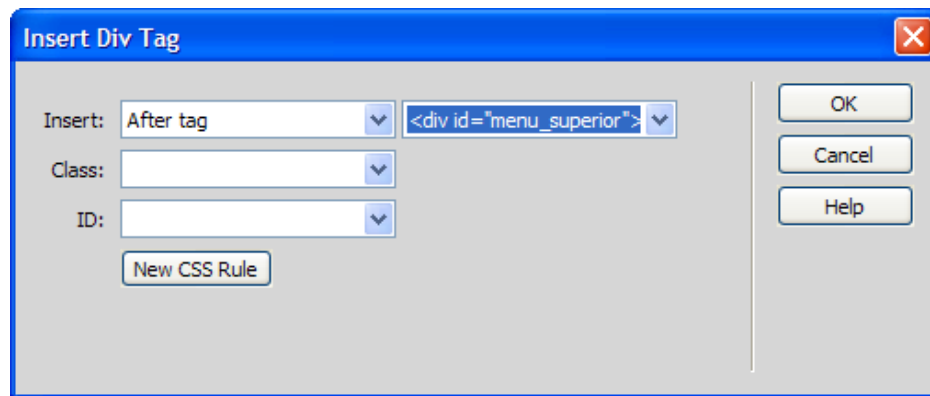 Insert Div Tag
Insert: After tag <div id="menu_superior"> OK
Class: Cancel
ID: Help
New CSS Rule